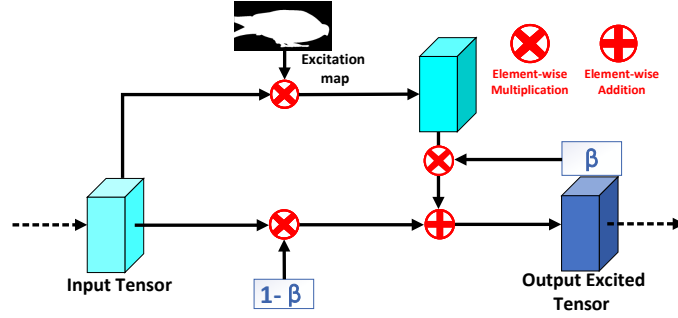 Excitation
map
Element-wise
Multiplication
Element-wise
Addition
β
Input Tensor
1- β
Output Excited
Tensor